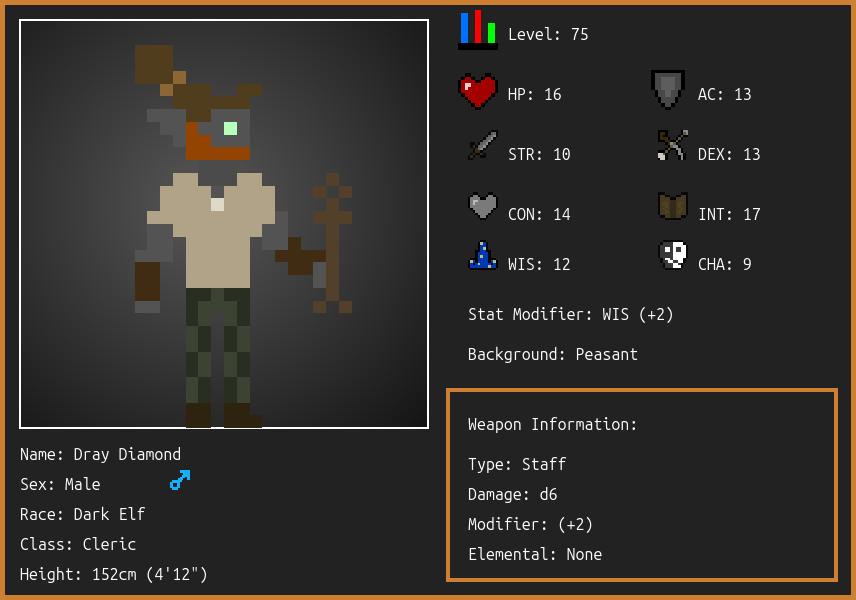 Level: 75
HP: 16
AC: 13
STR: 10
DEX: 13
CON: 14
INT: 17
WIS: 12
CHA: 9
Stat Modifier: WIS (+2)
Background: Peasant
Weapon Information:
Type: Staff
Damage: d6
Modifier: (+2)
Elemental: None
Name: Dray Diamond
Sex: Male
Race: Dark Elf
Class: Cleric
Height: 152cm (4'12")